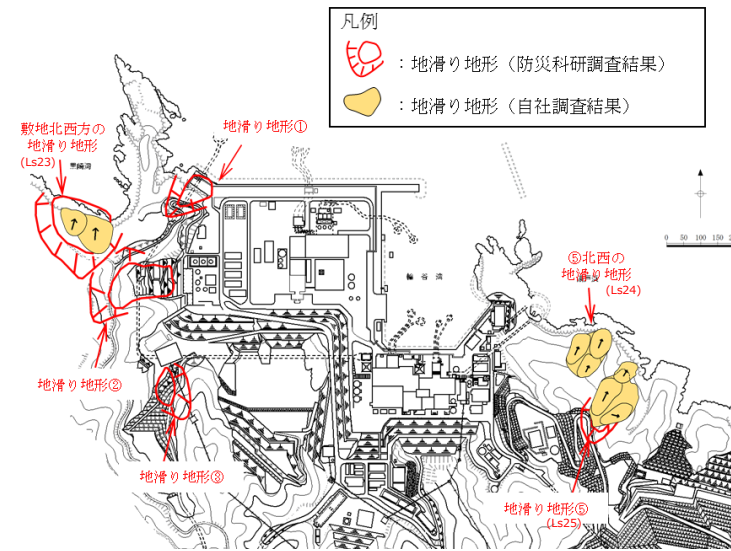 凡例
：地滑り地形（防災科研調査結果）
：地滑り地形（自社調査結果）
敷地北西方の
地滑り地形
(Ls23)
地滑り地形①
輪谷湾
0 50 100 150
⑤北西の
地滑り地形
(Ls24)
地滑り地形②
地滑り地形③
地滑り地形⑤
(Ls25)